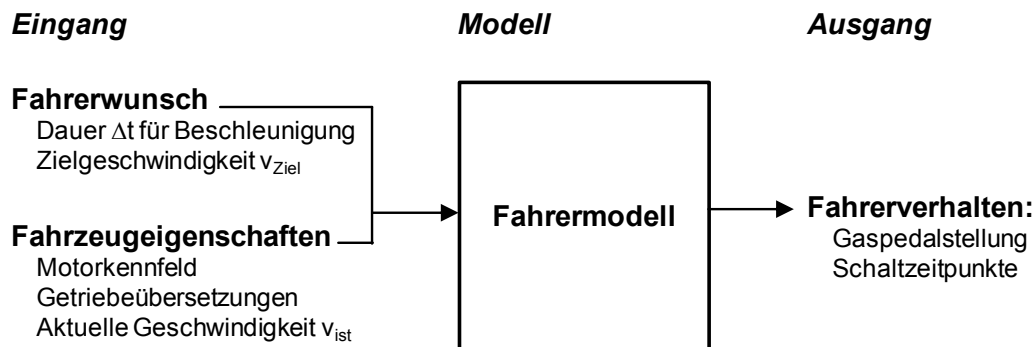 Eingang
Modell
Ausgang
Fahrerwunsch
Dauer Δt für Beschleunigung
Zielgeschwindigkeit vZiel
Fahrzeugeigenschaften
Motorkennfeld
Getriebeübersetzungen
Aktuelle Geschwindigkeit vist
Fahrermodell
Fahrerverhalten:
Gaspedalstellung
Schaltzeitpunkte